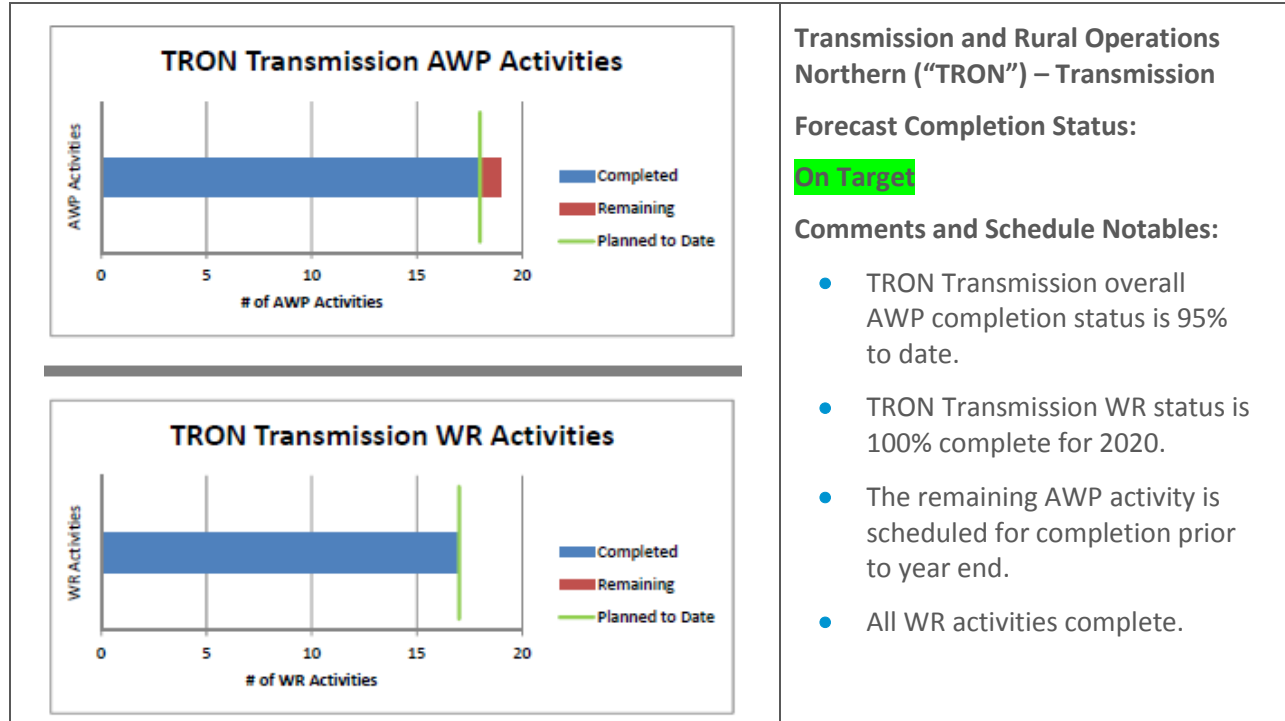 TRON Transmission AWP Activities
AWP Activities
Completed
Remaining
Planned to Date
0 5 10 15 20
# of AWP Activities
TRON Transmission WR Activities
WR Activities
Completed
Remaining
Planned to Date
0 5 10 15 20
# of WR Activities
Transmission and Rural Operations
Northern (“TRON”) – Transmission
Forecast Completion Status:
On Target
Comments and Schedule Notables:
• TRON Transmission overall
AWP completion status is 95%
to date.
• TRON Transmission WR status is
100% complete for 2020.
• The remaining AWP activity is
scheduled for completion prior
to year end.
• All WR activities complete.